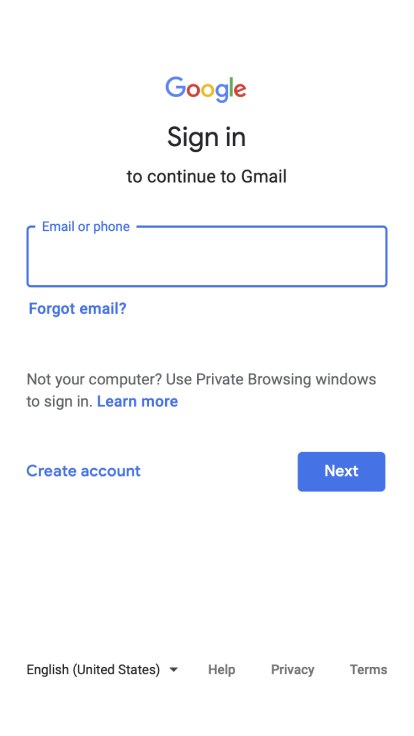 Google
Sign in
to continue to Gmail
Email or phone
Forgot email?
Not your computer? Use Private Browsing windows
to sign in. Learn more
Create account
Next
English (United States)
Help
Privacy
Terms